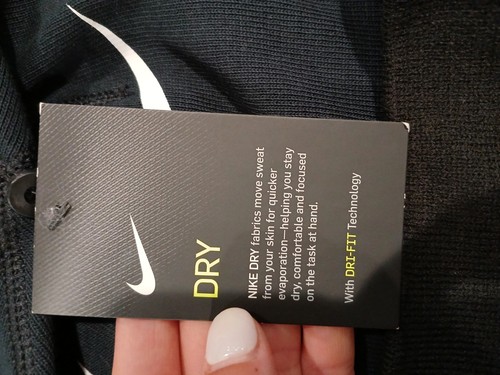 DRY
NIKE DRY fabrics move sweat
from your skin for quicker
evaporation—helping you stay
dry, comfortable and focused
on the task at hand.
With DRI-FIT Technology